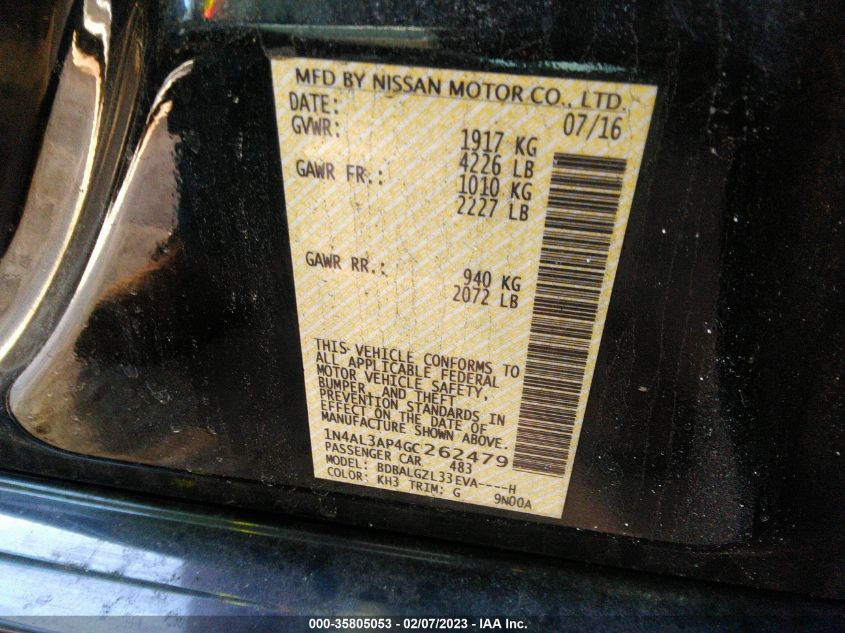 MFD BY NISSAN MOTOR CO., LTD.
DATE: 07/16
GVWR: 1917 KG
4226 LB
GAWR FR.: 1010 KG
2227 LB
GAWR RR.: 940 KG
2072 LB
THIS VEHICLE CONFORMS TO
ALL APPLICABLE FEDERAL
MOTOR VEHICLE SAFETY,
BUMPER, AND THEFT
PREVENTION STANDARDS IN
EFFECT ON THE DATE OF
MANUFACTURE SHOWN ABOVE.
1N4AL3AP4GC262479
PASSENGER CAR 483
MODEL: BDBALGZL33EVA----H
COLOR: KH3 TRIM: G 9N00A
000-35805053 - 02/07/2023 - IAA Inc.